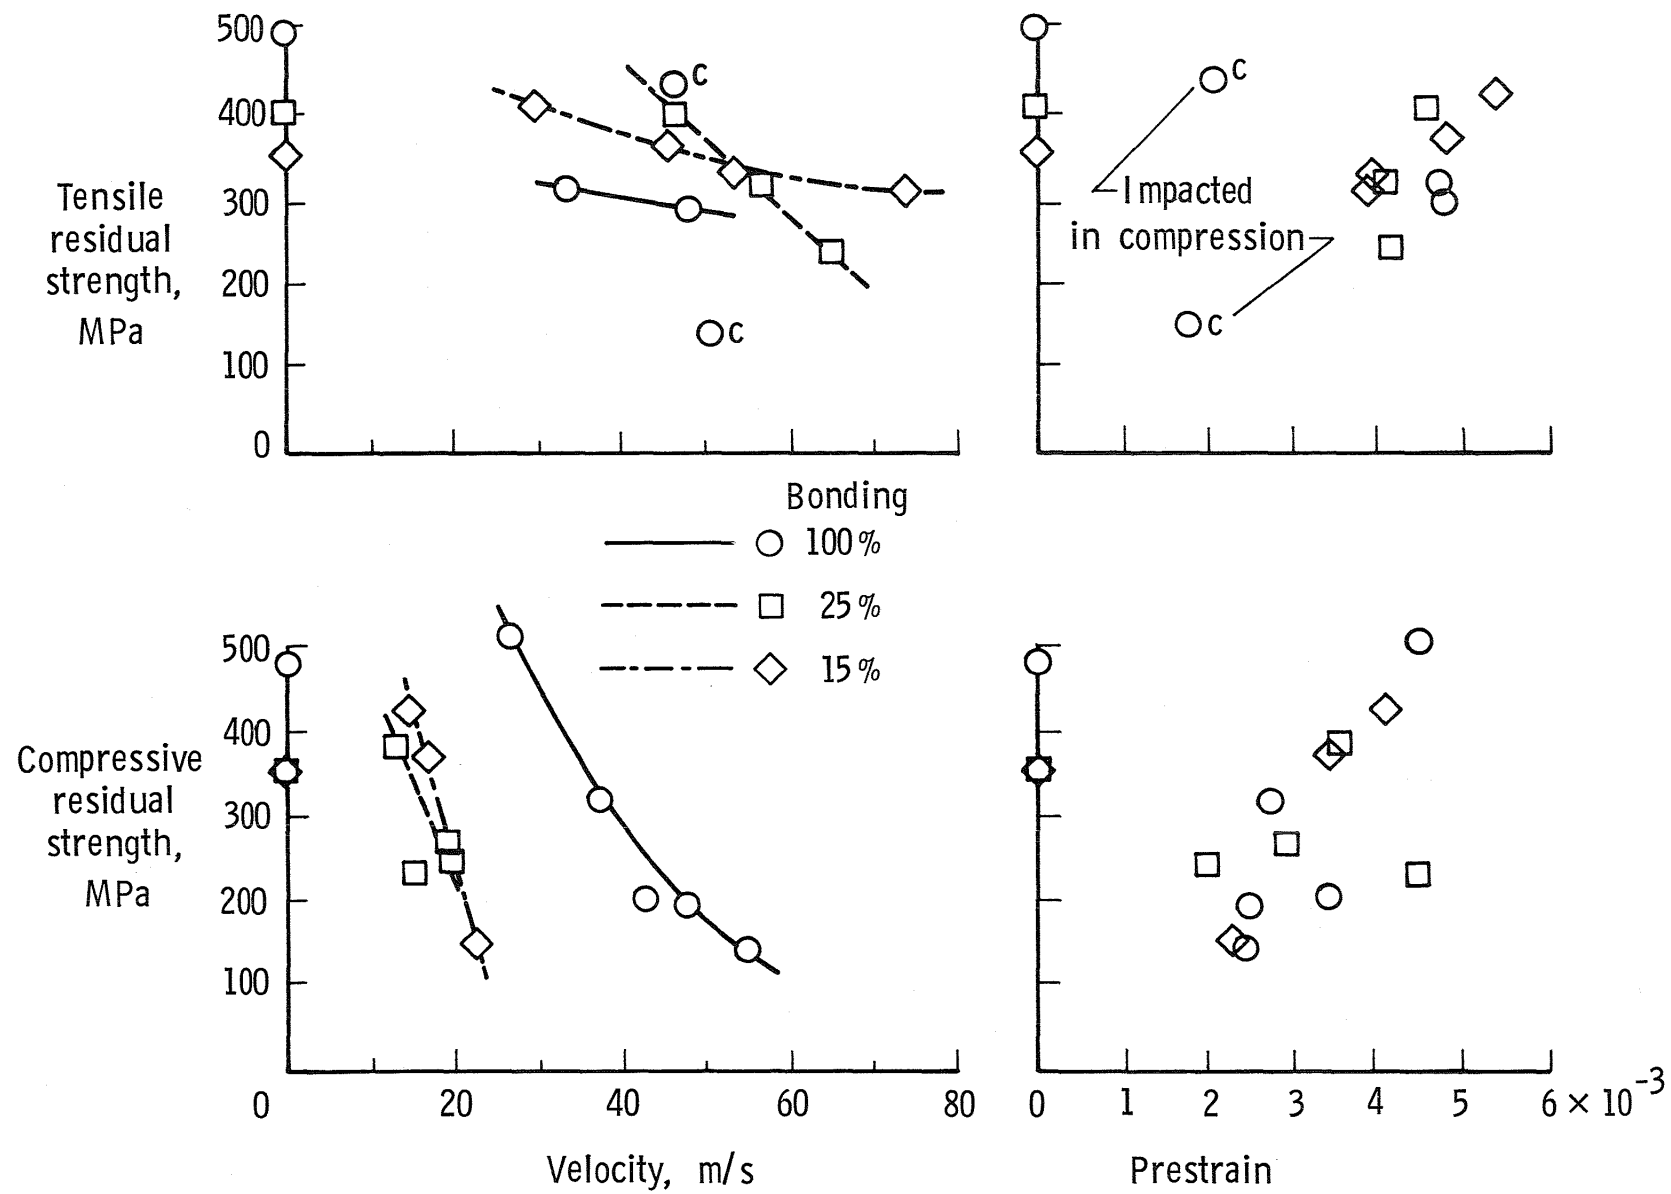 500
400
300
200
100
0
Tensile
residual
strength,
MPa
C
C
C
C
Impacted
in compression
Bonding
100%
25%
15%
500
400
300
200
100
0
Compressive
residual
strength,
MPa
20
40
60
80
Velocity, m/s
0
1
2
3
4
5
6 × 10⁻³
Prestrain